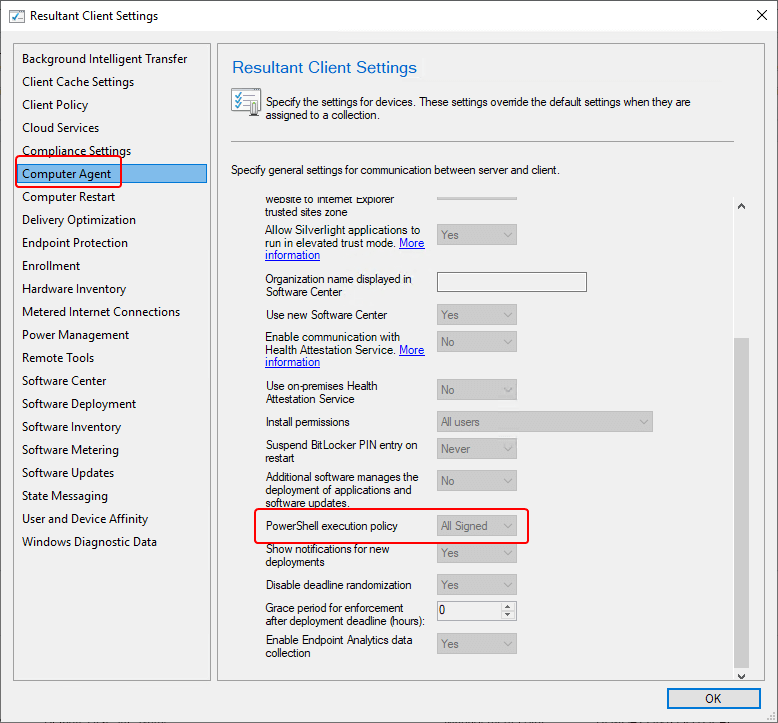 Resultant Client Settings
Background Intelligent Transfer
Client Cache Settings
Client Policy
Cloud Services
Compliance Settings
Computer Agent
Computer Restart
Delivery Optimization
Endpoint Protection
Enrollment
Hardware Inventory
Metered Internet Connections
Power Management
Remote Tools
Software Center
Software Deployment
Software Inventory
Software Metering
Software Updates
State Messaging
User and Device Affinity
Windows Diagnostic Data
Resultant Client Settings
Specify the settings for devices. These settings override the default settings when they are
assigned to a collection.
Specify general settings for communication between server and client.
website to Internet Explorer
trusted sites zone
Allow Silverlight applications to
run in elevated trust mode. More
information
Yes
Organization name displayed in
Software Center
Use new Software Center
Yes
Enable communication with
Health Attestation Service. More
information
No
Use on-premises Health
Attestation Service
No
Install permissions
All users
Suspend BitLocker PIN entry on
restart
Never
Additional software manages the
deployment of applications and
software updates.
No
PowerShell execution policy
All Signed
Show notifications for new
deployments
Yes
Disable deadline randomization
Yes
Grace period for enforcement
after deployment deadline (hours):
0
Enable Endpoint Analytics data
collection
Yes
OK